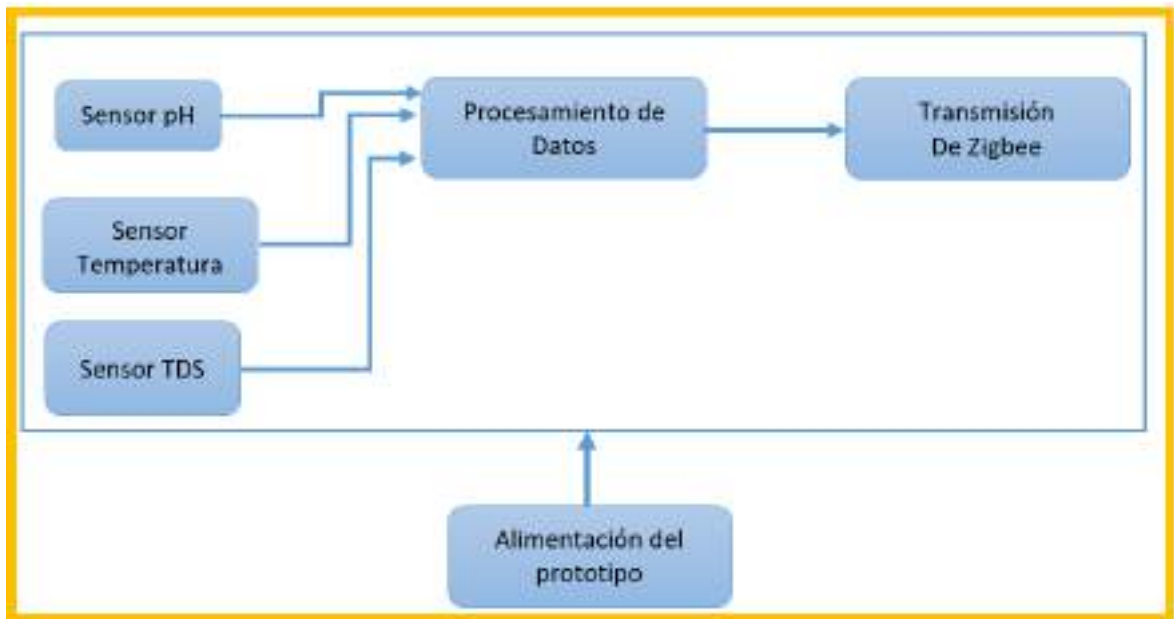 Sensor pH
Procesamiento de
Datos
Transmisión
De Zigbee
Sensor
Temperatura
Sensor TDS
Alimentación del
prototipo